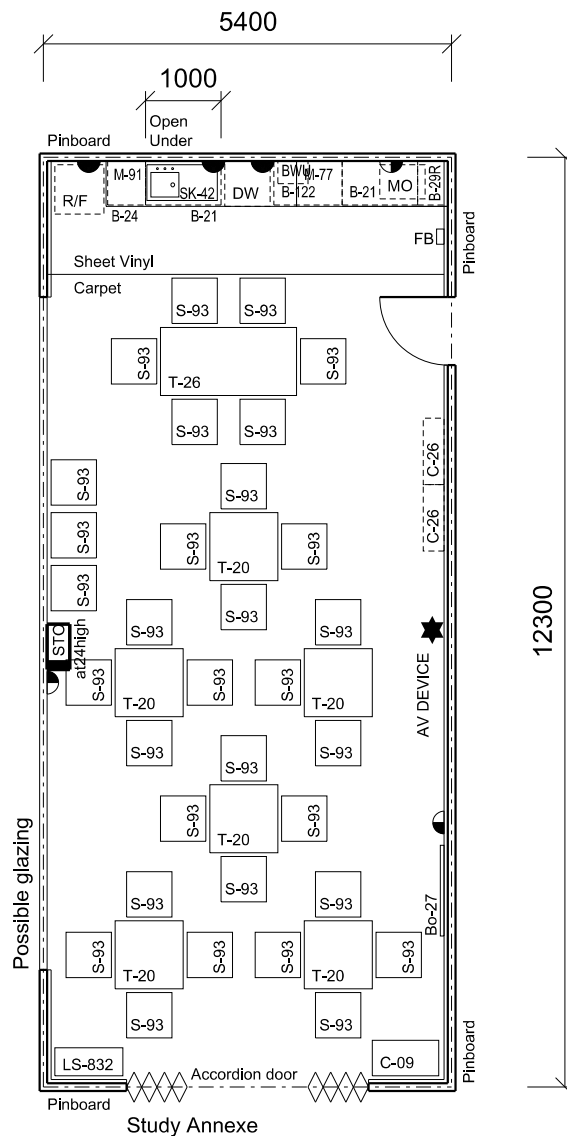 5400
1000
Pinboard
Open
Under
R/F
M-91
SK-42
DW
BWU
M-77
B-122
B-21
MO
B-29R
B-24
B-21
FB
Pinboard
Sheet Vinyl
Carpet
S-93
S-93
S-93
T-26
S-93
S-93
S-93
C-26
C-26
S-93
S-93
S-93
S-93
S-93
S-93
T-20
S-93
12300
STO
at24high
AV DEVICE
S-93
S-93
S-93
S-93
T-20
S-93
S-93
S-93
T-20
S-93
S-93
S-93
S-93
T-20
S-93
Bo-27
Possible glazing
S-93
S-93
S-93
S-93
T-20
S-93
S-93
S-93
S-93
T-20
S-93
S-93
LS-832
C-09
Accordion door
Pinboard
Pinboard
Study Annexe